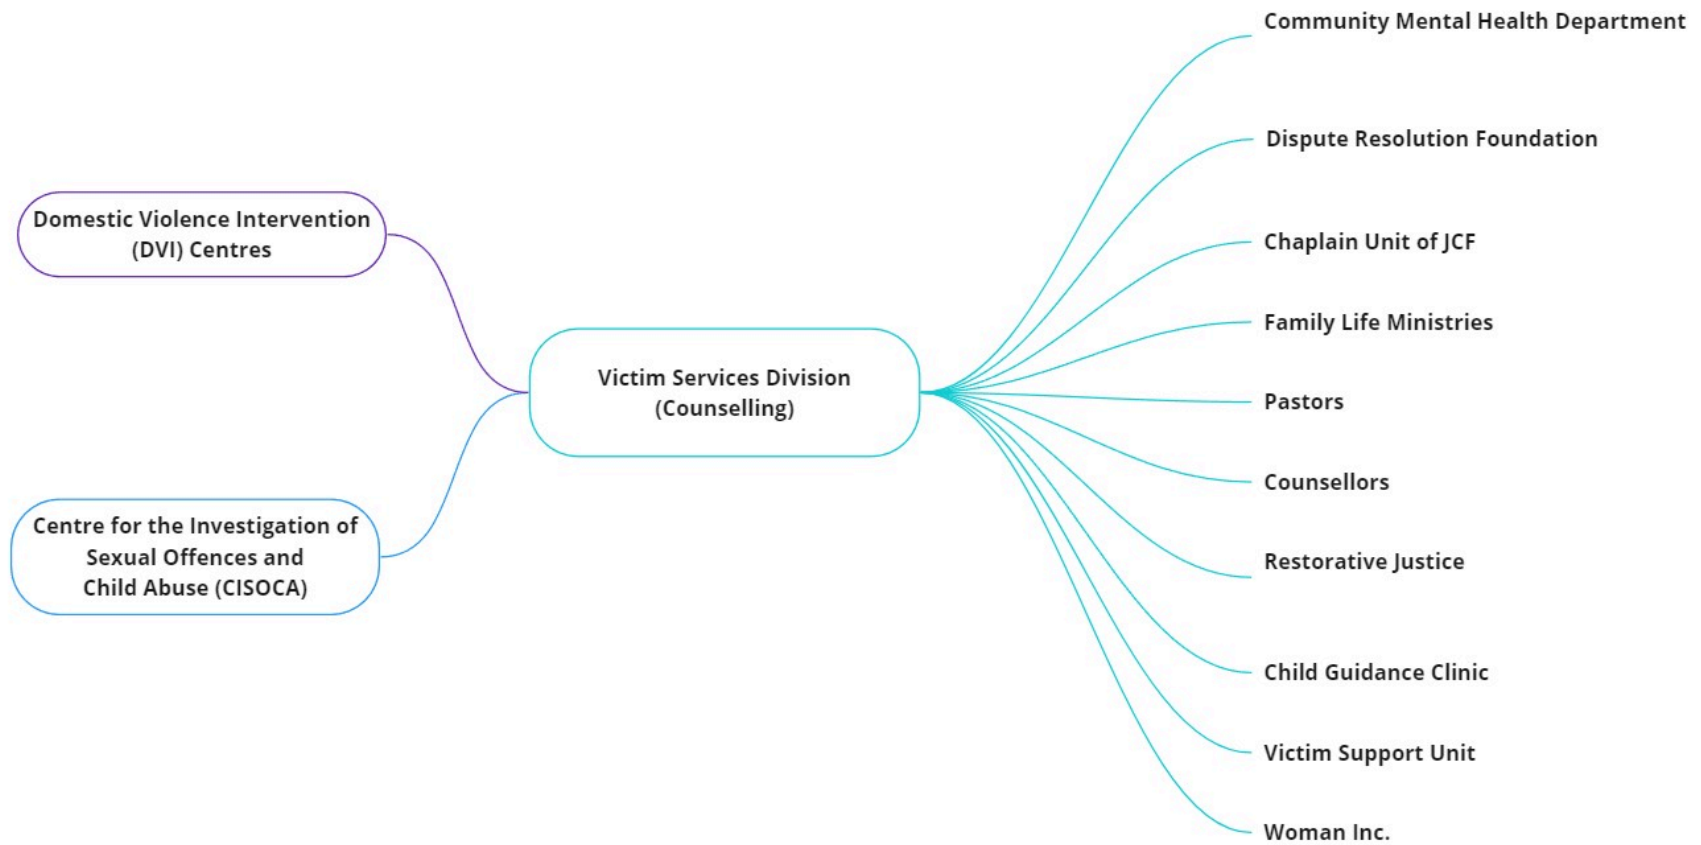 Domestic Violence Intervention
(DVI) Centres
Centre for the Investigation of
Sexual Offences and
Child Abuse (CISOCA)
Victim Services Division
(Counselling)
Community Mental Health Department
Dispute Resolution Foundation
Chaplain Unit of JCF
Family Life Ministries
Pastors
Counsellors
Restorative Justice
Child Guidance Clinic
Victim Support Unit
Woman Inc.